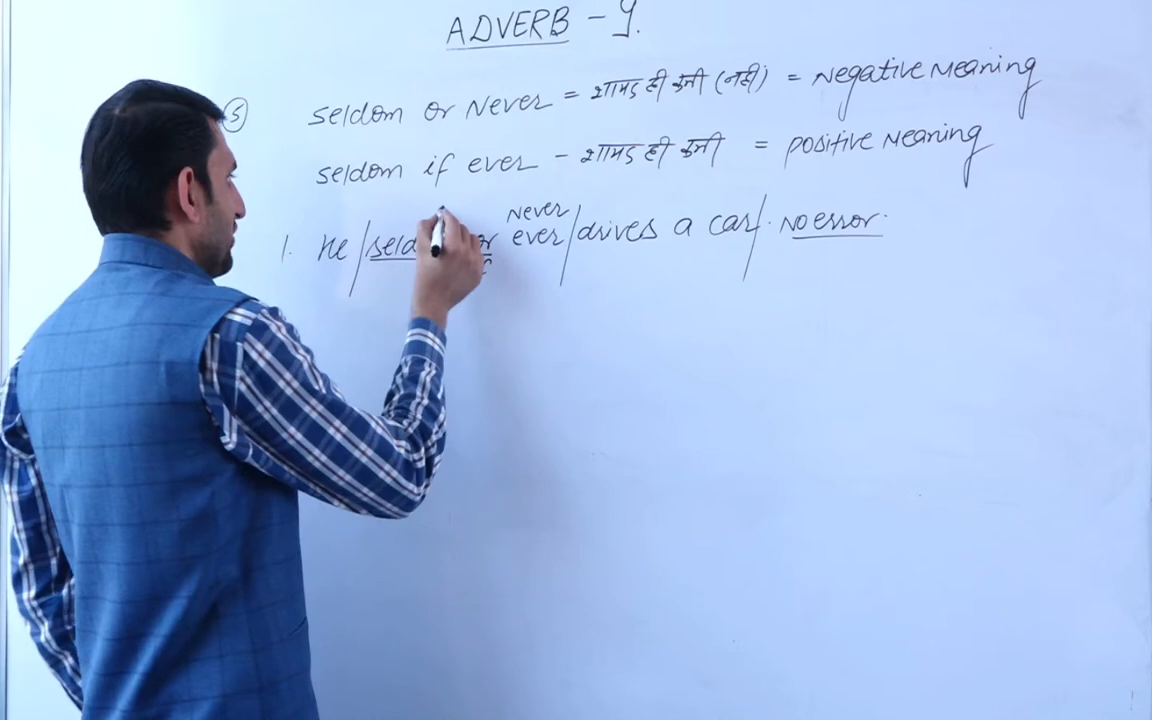 ADVERB - 9.
⑤ Seldom or Never = शायद ही कभी (नहीं) = Negative Meaning
seldom if ever - शायद ही कभी = positive Meaning
Never
1. He / or ever / drives a car /. No error.